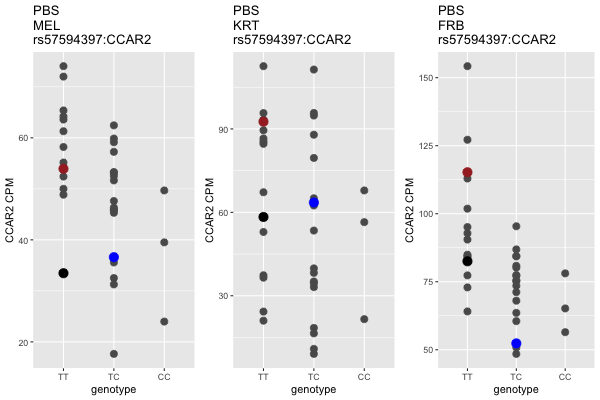 PBS
MEL
rs57594397:CCAR2
CCAR2 CPM
60
40
20
TT
TC
CC
genotype
PBS
KRT
rs57594397:CCAR2
CCAR2 CPM
90
60
30
TT
TC
CC
genotype
PBS
FRB
rs57594397:CCAR2
CCAR2 CPM
150
125
100
75
50
TT
TC
CC
genotype